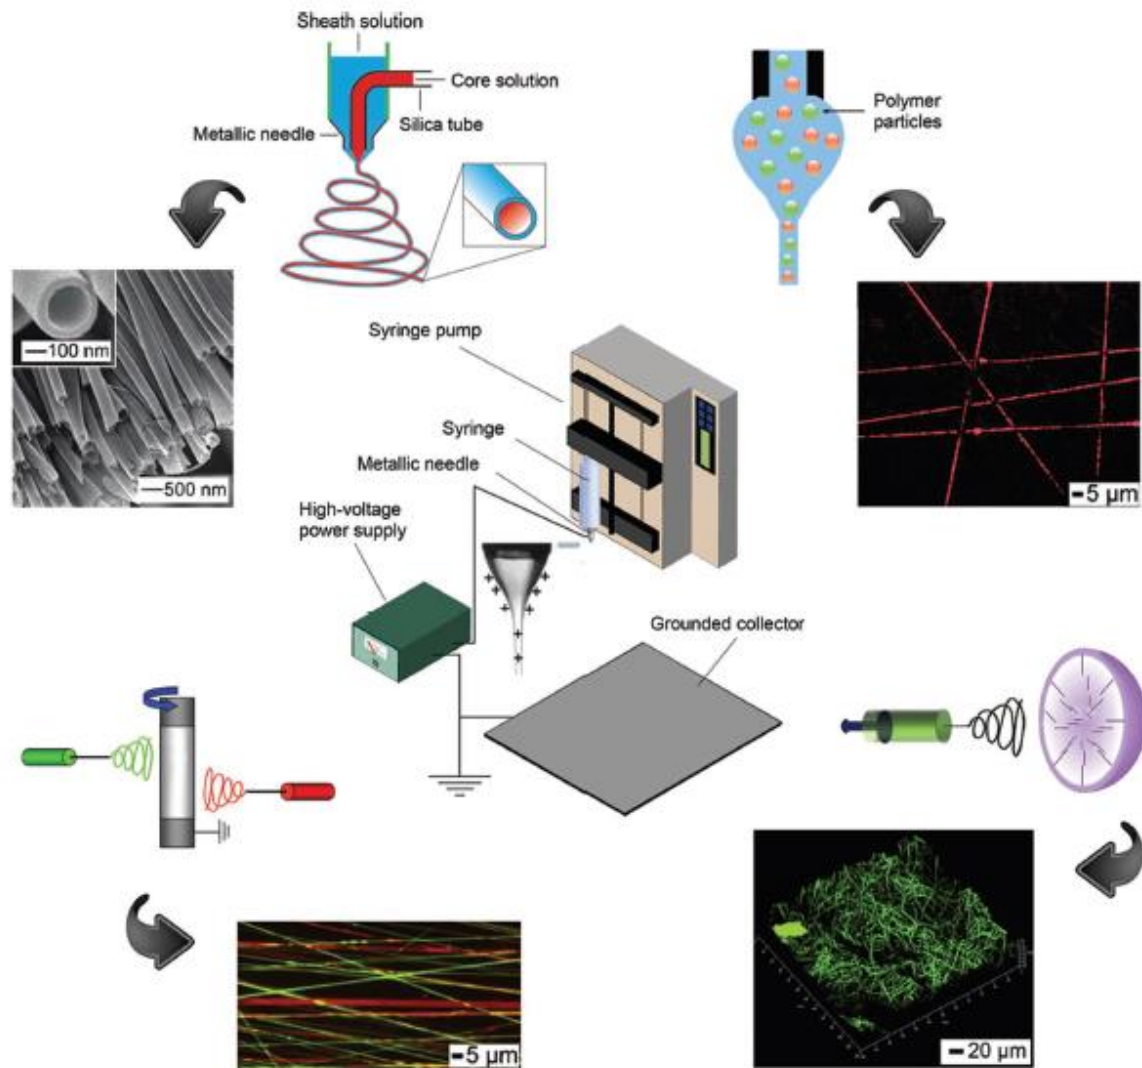 Sheath solution
Core solution
Silica tube
Metallic needle
Polymer
particles
100 nm
500 nm
Syringe pump
Syringe
Metallic needle
High-voltage
power supply
5 µm
Grounded collector
5 µm
20 µm